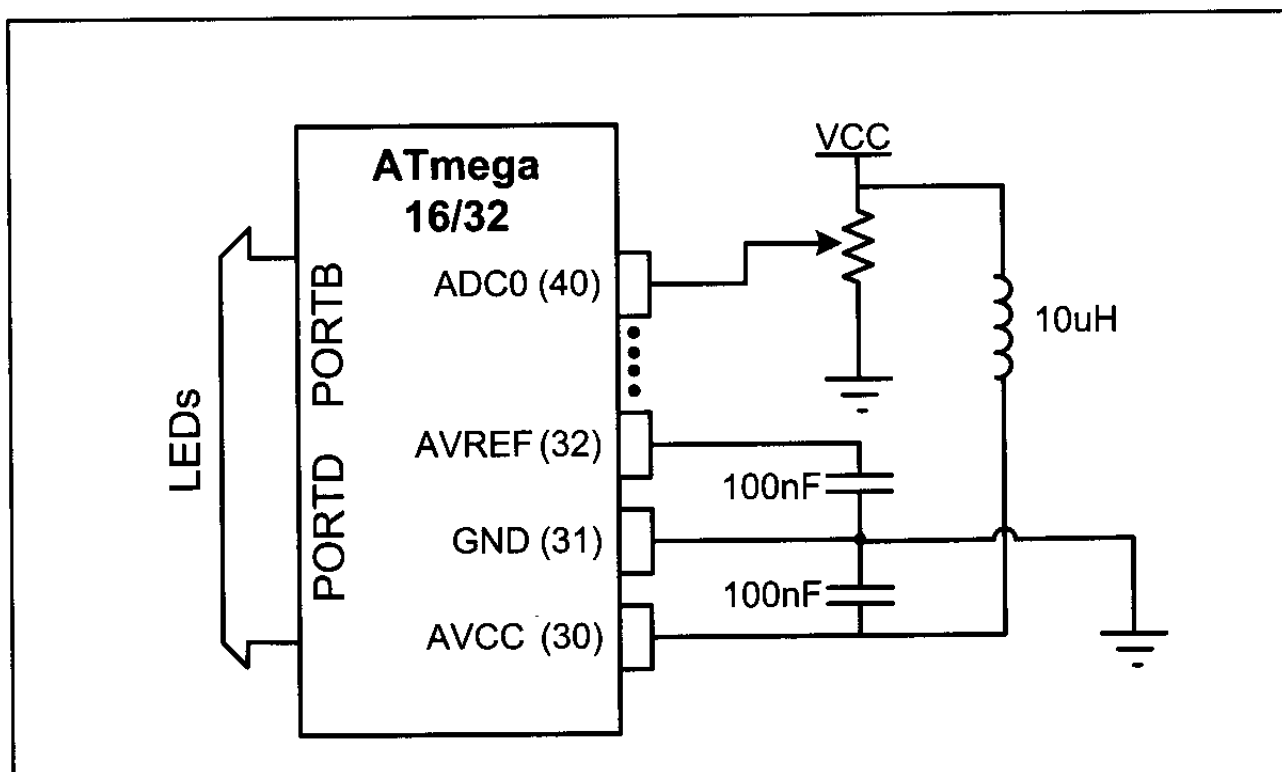 ATmega
16/32
LEDs
PORTB
PORTD
ADC0 (40)
AVREF (32)
GND (31)
AVCC (30)
VCC
10uH
100nF
100nF